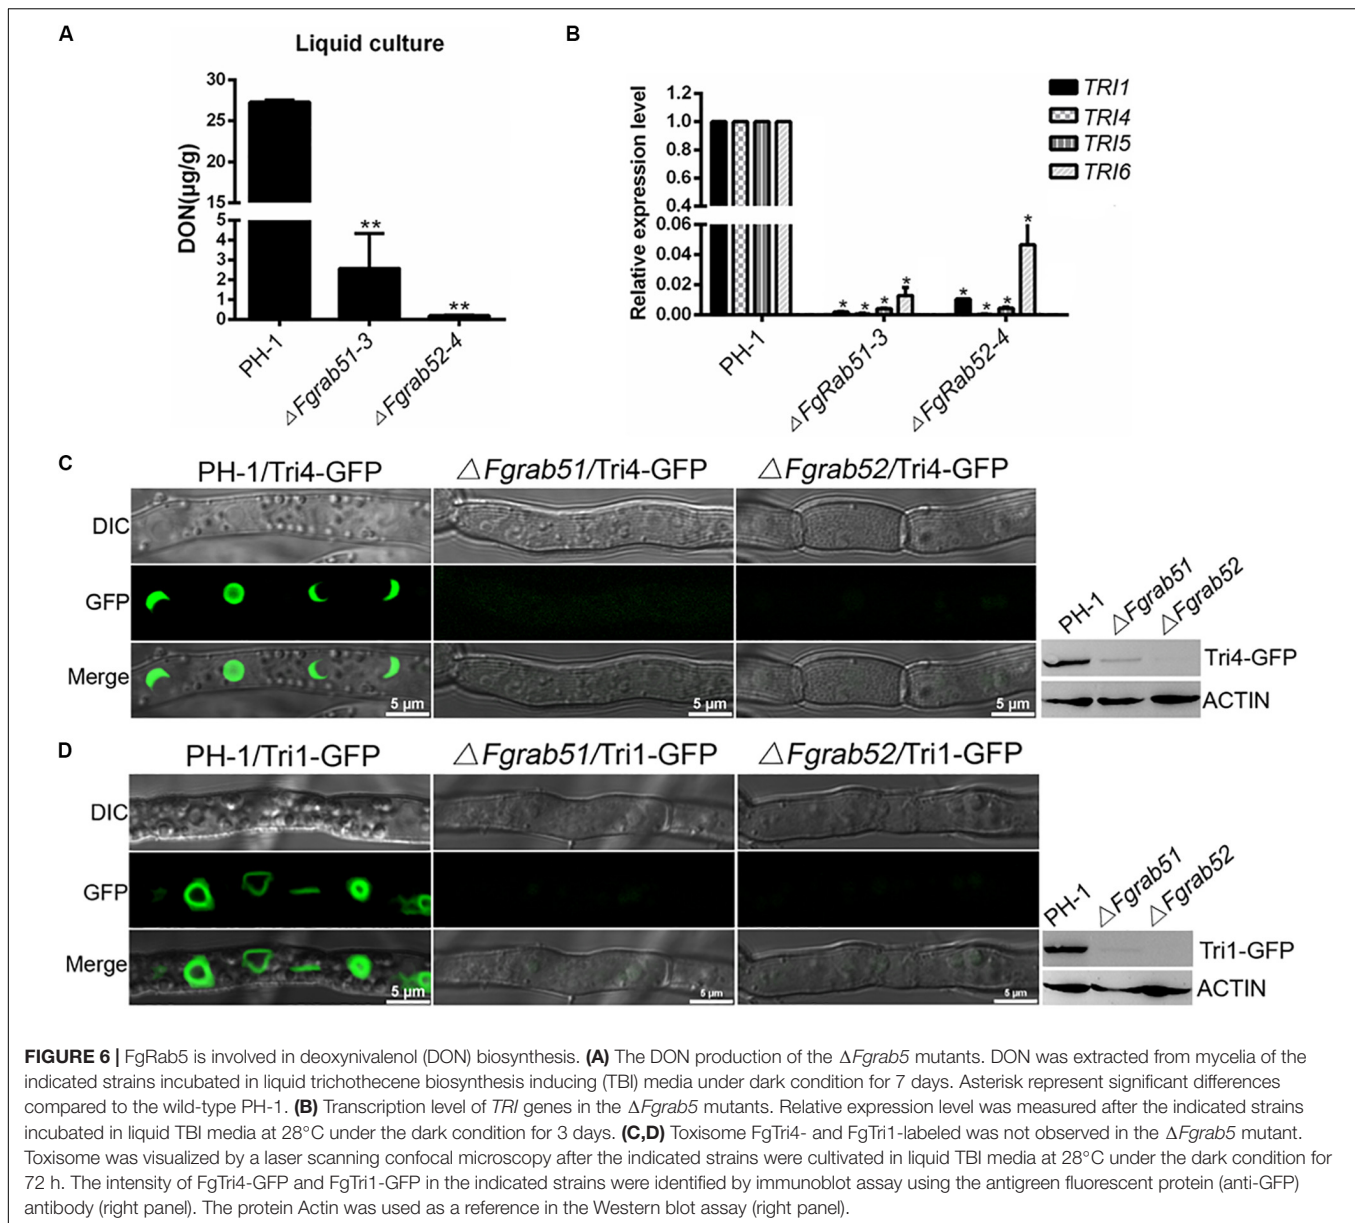 A
Liquid culture
DON(µg/g)
30
25
20
15
5
4
3
2
1
0
**
**
PH-1
△Fgrab51-3
△Fgrab52-4
B
Relative expression level
1.2
1.0
0.8
0.6
0.4
0.06
0.04
0.02
0.00
TRI1
TRI4
TRI5
TRI6
* * * *
* * * *
PH-1
△FgRab51-3
△FgRab52-4
C
PH-1/Tri4-GFP
△Fgrab51/Tri4-GFP
△Fgrab52/Tri4-GFP
DIC
GFP
Merge
5 µm
5 µm
5 µm
PH-1
△Fgrab51
△Fgrab52
Tri4-GFP
ACTIN
D
PH-1/Tri1-GFP
△Fgrab51/Tri1-GFP
△Fgrab52/Tri1-GFP
DIC
GFP
Merge
5 µm
5 µm
5 µm
PH-1
△Fgrab51
△Fgrab52
Tri1-GFP
ACTIN
FIGURE 6 | FgRab5 is involved in deoxynivalenol (DON) biosynthesis. (A) The DON production of the ΔFgrab5 mutants. DON was extracted from mycelia of the
indicated strains incubated in liquid trichothecene biosynthesis inducing (TBI) media under dark condition for 7 days. Asterisk represent significant differences
compared to the wild-type PH-1. (B) Transcription level of TRI genes in the ΔFgrab5 mutants. Relative expression level was measured after the indicated strains
incubated in liquid TBI media at 28°C under the dark condition for 3 days. (C,D) Toxisome FgTri4- and FgTri1-labeled was not observed in the ΔFgrab5 mutant.
Toxisome was visualized by a laser scanning confocal microscopy after the indicated strains were cultivated in liquid TBI media at 28°C under the dark condition for
72 h. The intensity of FgTri4-GFP and FgTri1-GFP in the indicated strains were identified by immunoblot assay using the antigreen fluorescent protein (anti-GFP)
antibody (right panel). The protein Actin was used as a reference in the Western blot assay (right panel).